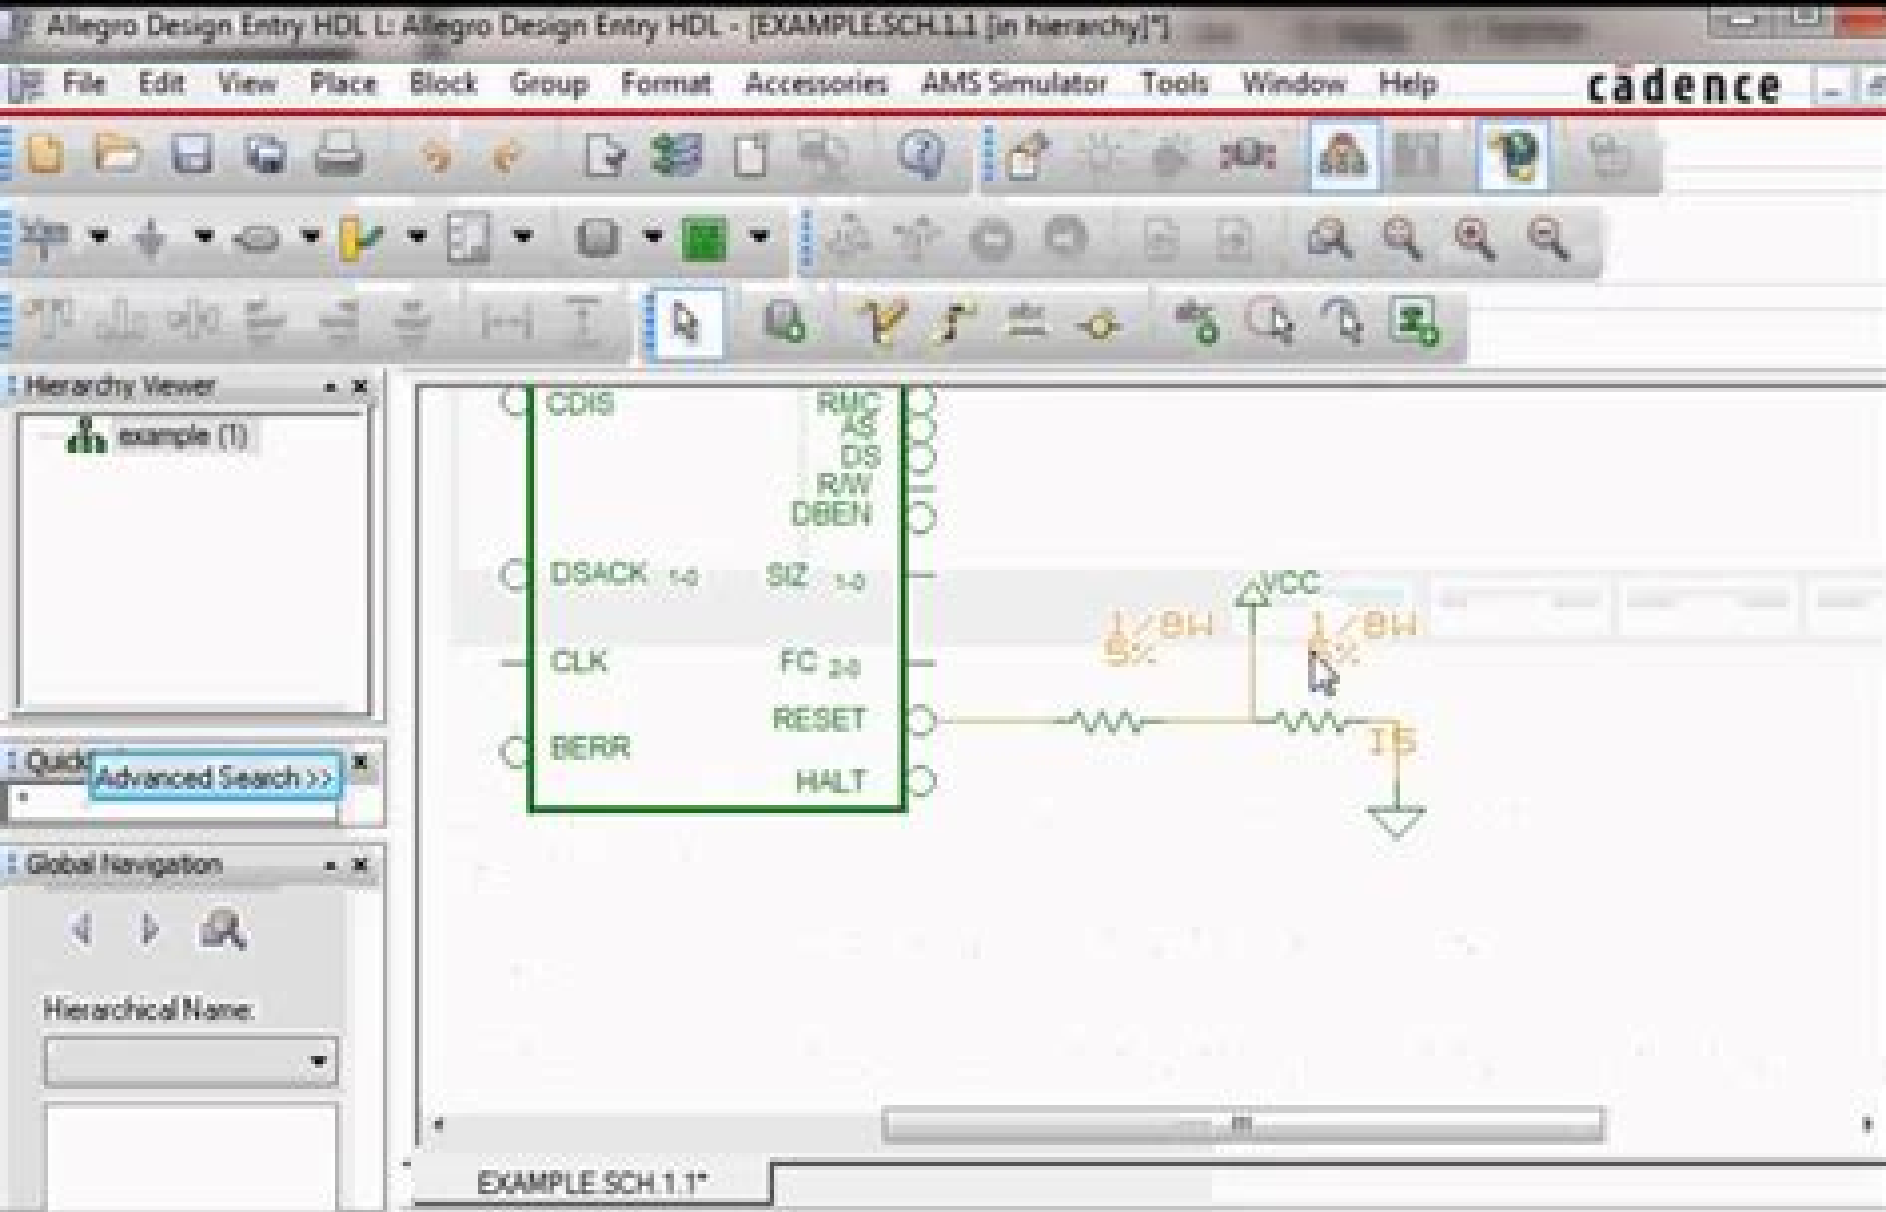 Allegro Design Entry HDL L: Allegro Design Entry HDL - [EXAMPLE.SCH.1.1 [in hierarchy]*]
File Edit View Place Block Group Format Accessories AMS Simulator Tools Window Help cādence
Hierarchy Viewer
example (1)
Quick
Advanced Search >>
*
Global Navigation
Hierarchical Name:
CDIS RMC
AS
DS
R/W
DBEN
DSACK 1-0 SIZ 1-0
VCC
1/8W 1/8W
5% 5%
CLK FC 2-0
RESET
BERR
HALT
EXAMPLE.SCH.1.1*